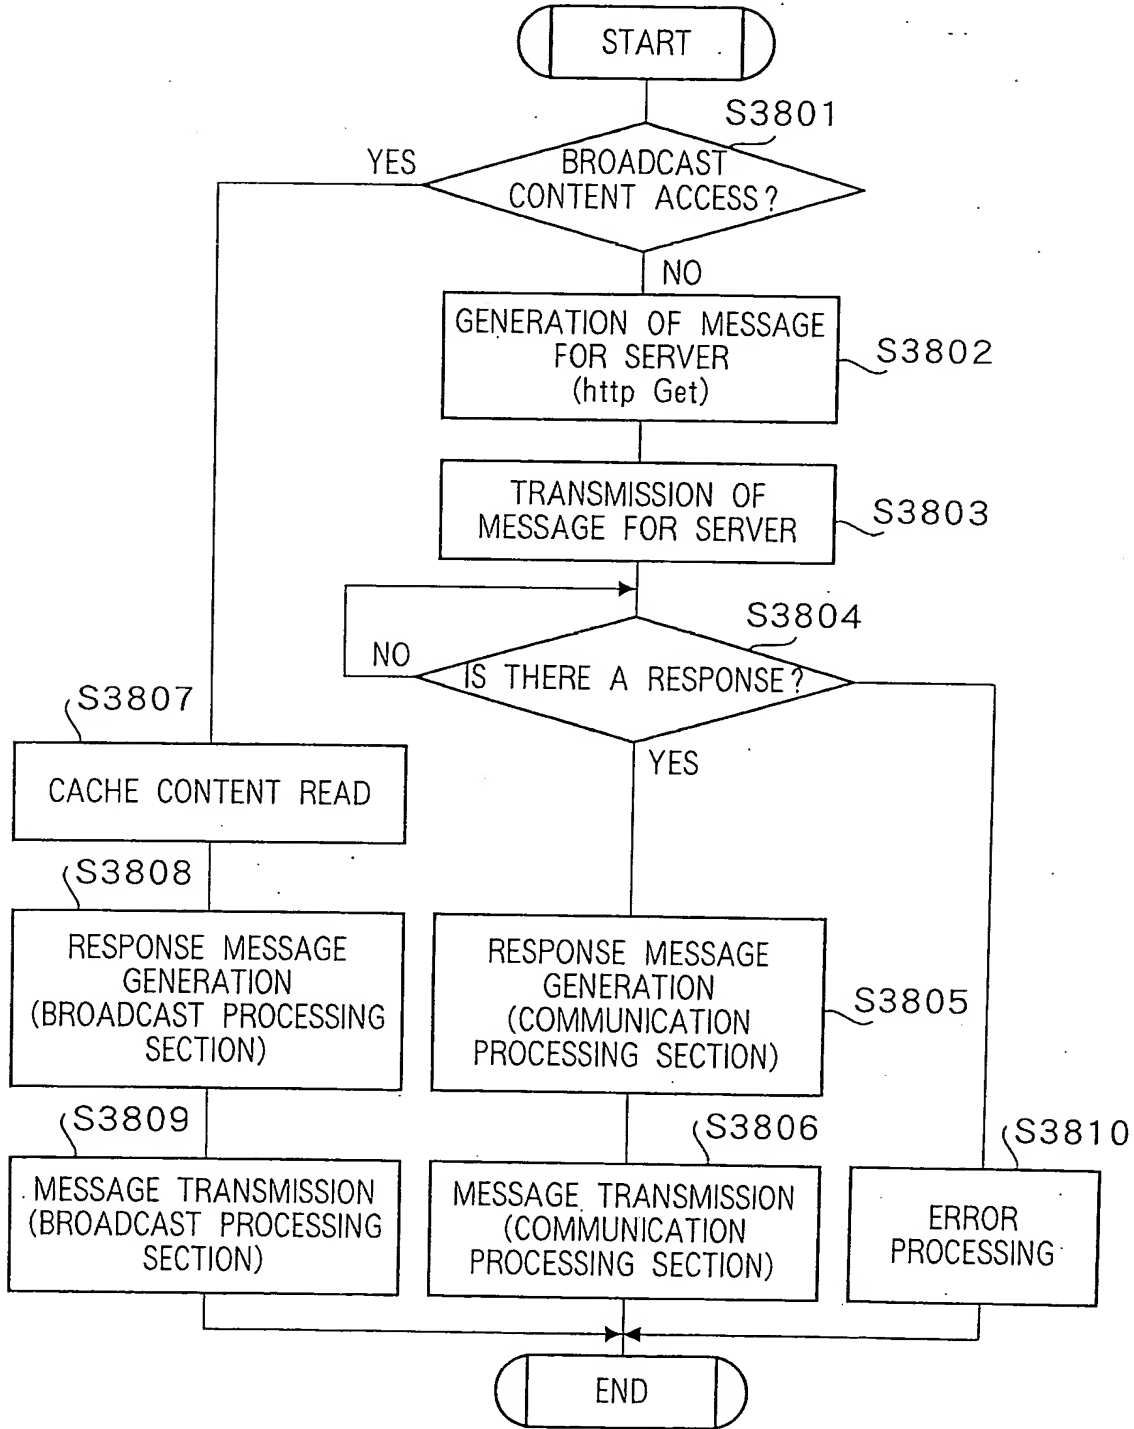 START
S3801
YES
BROADCAST
CONTENT ACCESS?
NO
GENERATION OF MESSAGE
FOR SERVER
(http Get)
S3802
TRANSMISSION OF
MESSAGE FOR SERVER
S3803
S3804
NO
IS THERE A RESPONSE?
YES
S3807
CACHE CONTENT READ
S3808
RESPONSE MESSAGE
GENERATION
(BROADCAST PROCESSING
SECTION)
RESPONSE MESSAGE
GENERATION
(COMMUNICATION
PROCESSING SECTION)
S3805
S3809
MESSAGE TRANSMISSION
(BROADCAST PROCESSING
SECTION)
S3806
MESSAGE TRANSMISSION
(COMMUNICATION
PROCESSING SECTION)
S3810
ERROR
PROCESSING
END